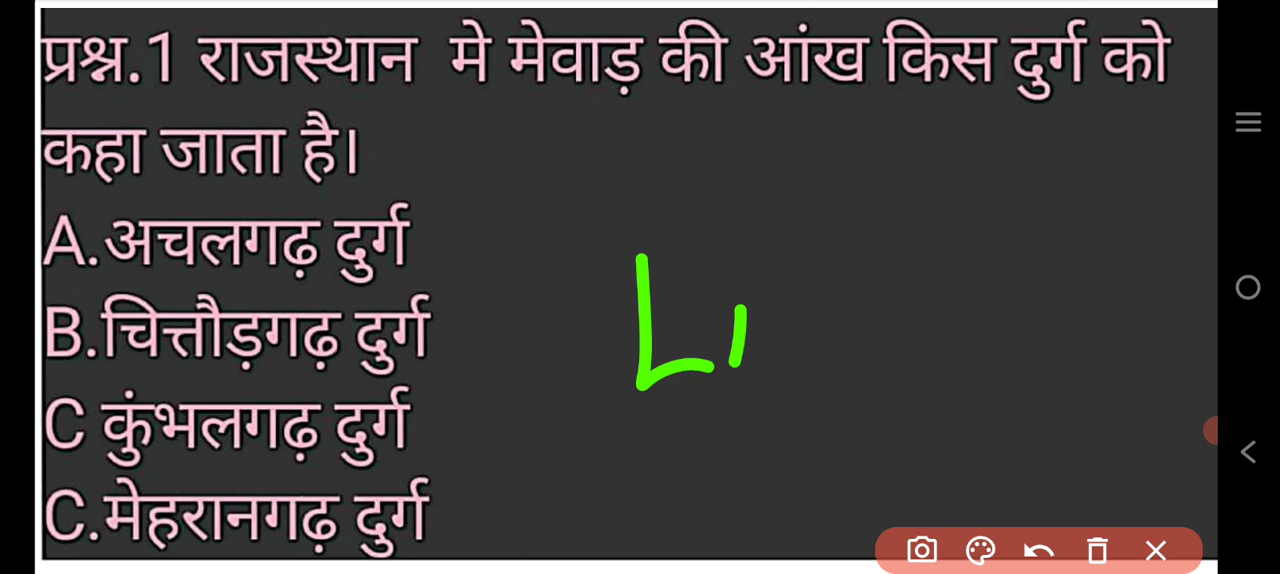 प्रश्न.1 राजस्थान मे मेवाड़ की आंख किस दुर्ग को
कहा जाता है।
A.अचलगढ़ दुर्ग
B.चित्तौड़गढ़ दुर्ग
C कुंभलगढ़ दुर्ग
C.मेहरानगढ़ दुर्ग